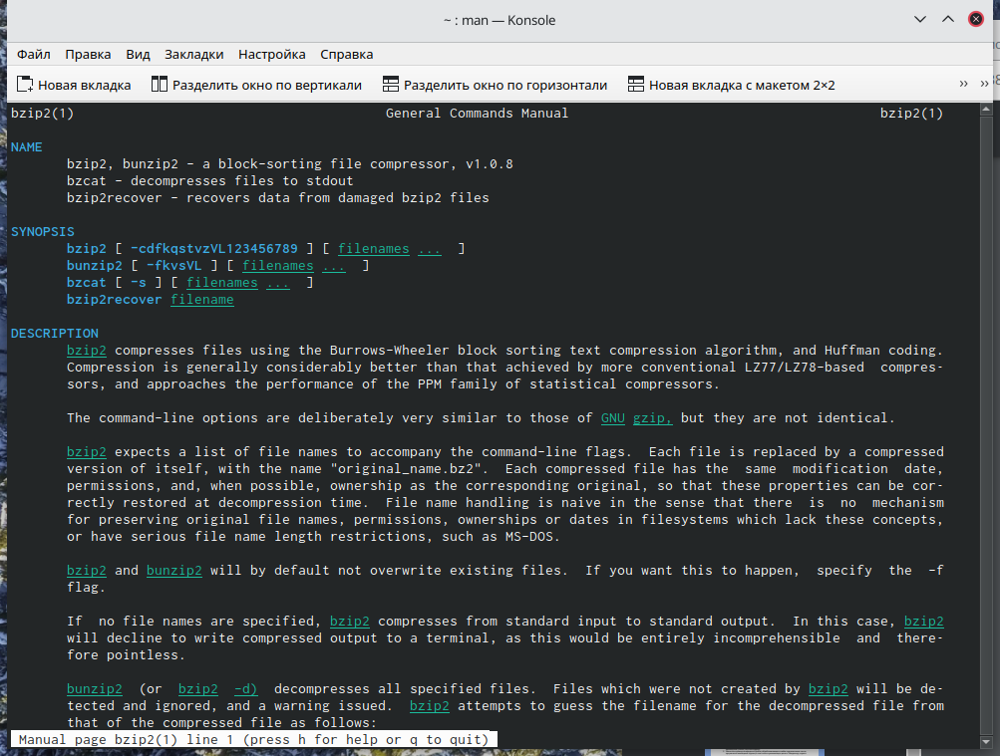 ~ : man — Konsole
Файл Правка Вид Закладки Настройка Справка
Новая вкладка Разделить окно по вертикали Разделить окно по горизонтали Новая вкладка с макетом 2×2 » »
bzip2(1) General Commands Manual bzip2(1)
NAME
bzip2, bunzip2 - a block-sorting file compressor, v1.0.8
bzcat - decompresses files to stdout
bzip2recover - recovers data from damaged bzip2 files
SYNOPSIS
bzip2 [ -cdfkqstvzVL123456789 ] [ filenames ... ]
bunzip2 [ -fkvsVL ] [ filenames ... ]
bzcat [ -s ] [ filenames ... ]
bzip2recover filename
DESCRIPTION
bzip2 compresses files using the Burrows-Wheeler block sorting text compression algorithm, and Huffman coding.
Compression is generally considerably better than that achieved by more conventional LZ77/LZ78-based compres-
sors, and approaches the performance of the PPM family of statistical compressors.
The command-line options are deliberately very similar to those of GNU gzip, but they are not identical.
bzip2 expects a list of file names to accompany the command-line flags. Each file is replaced by a compressed
version of itself, with the name "original_name.bz2". Each compressed file has the same modification date,
permissions, and, when possible, ownership as the corresponding original, so that these properties can be cor-
rectly restored at decompression time. File name handling is naive in the sense that there is no mechanism
for preserving original file names, permissions, ownerships or dates in filesystems which lack these concepts,
or have serious file name length restrictions, such as MS-DOS.
bzip2 and bunzip2 will by default not overwrite existing files. If you want this to happen, specify the -f
flag.
If no file names are specified, bzip2 compresses from standard input to standard output. In this case, bzip2
will decline to write compressed output to a terminal, as this would be entirely incomprehensible and there-
fore pointless.
bunzip2 (or bzip2 -d) decompresses all specified files. Files which were not created by bzip2 will be de-
tected and ignored, and a warning issued. bzip2 attempts to guess the filename for the decompressed file from
that of the compressed file as follows:
Manual page bzip2(1) line 1 (press h for help or q to quit)